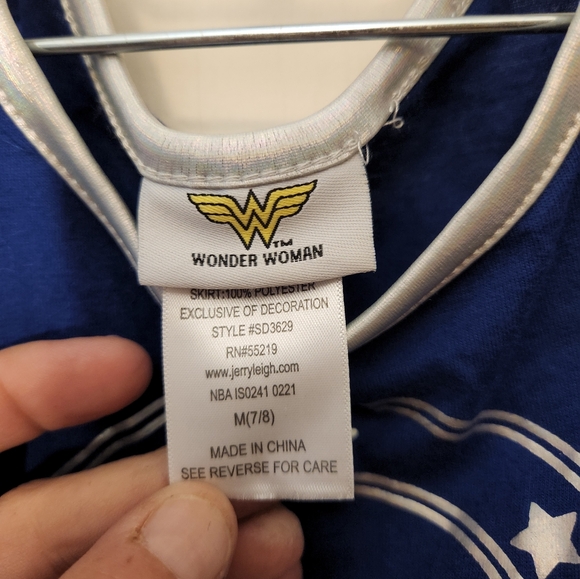 W
TM
WONDER WOMAN
SKIRT:100% POLYESTER
EXCLUSIVE OF DECORATION
STYLE #SD3629
RN#55219
www.jerryleigh.com
NBA IS0241 0221
M(7/8)
MADE IN CHINA
SEE REVERSE FOR CARE